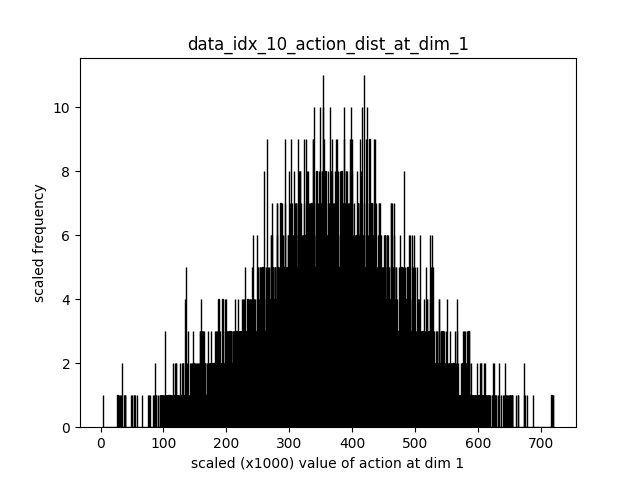 data_idx_10_action_dist_at_dim_1
scaled frequency
10
8
6
4
2
0
0 100 200 300 400 500 600 700
scaled (x1000) value of action at dim 1